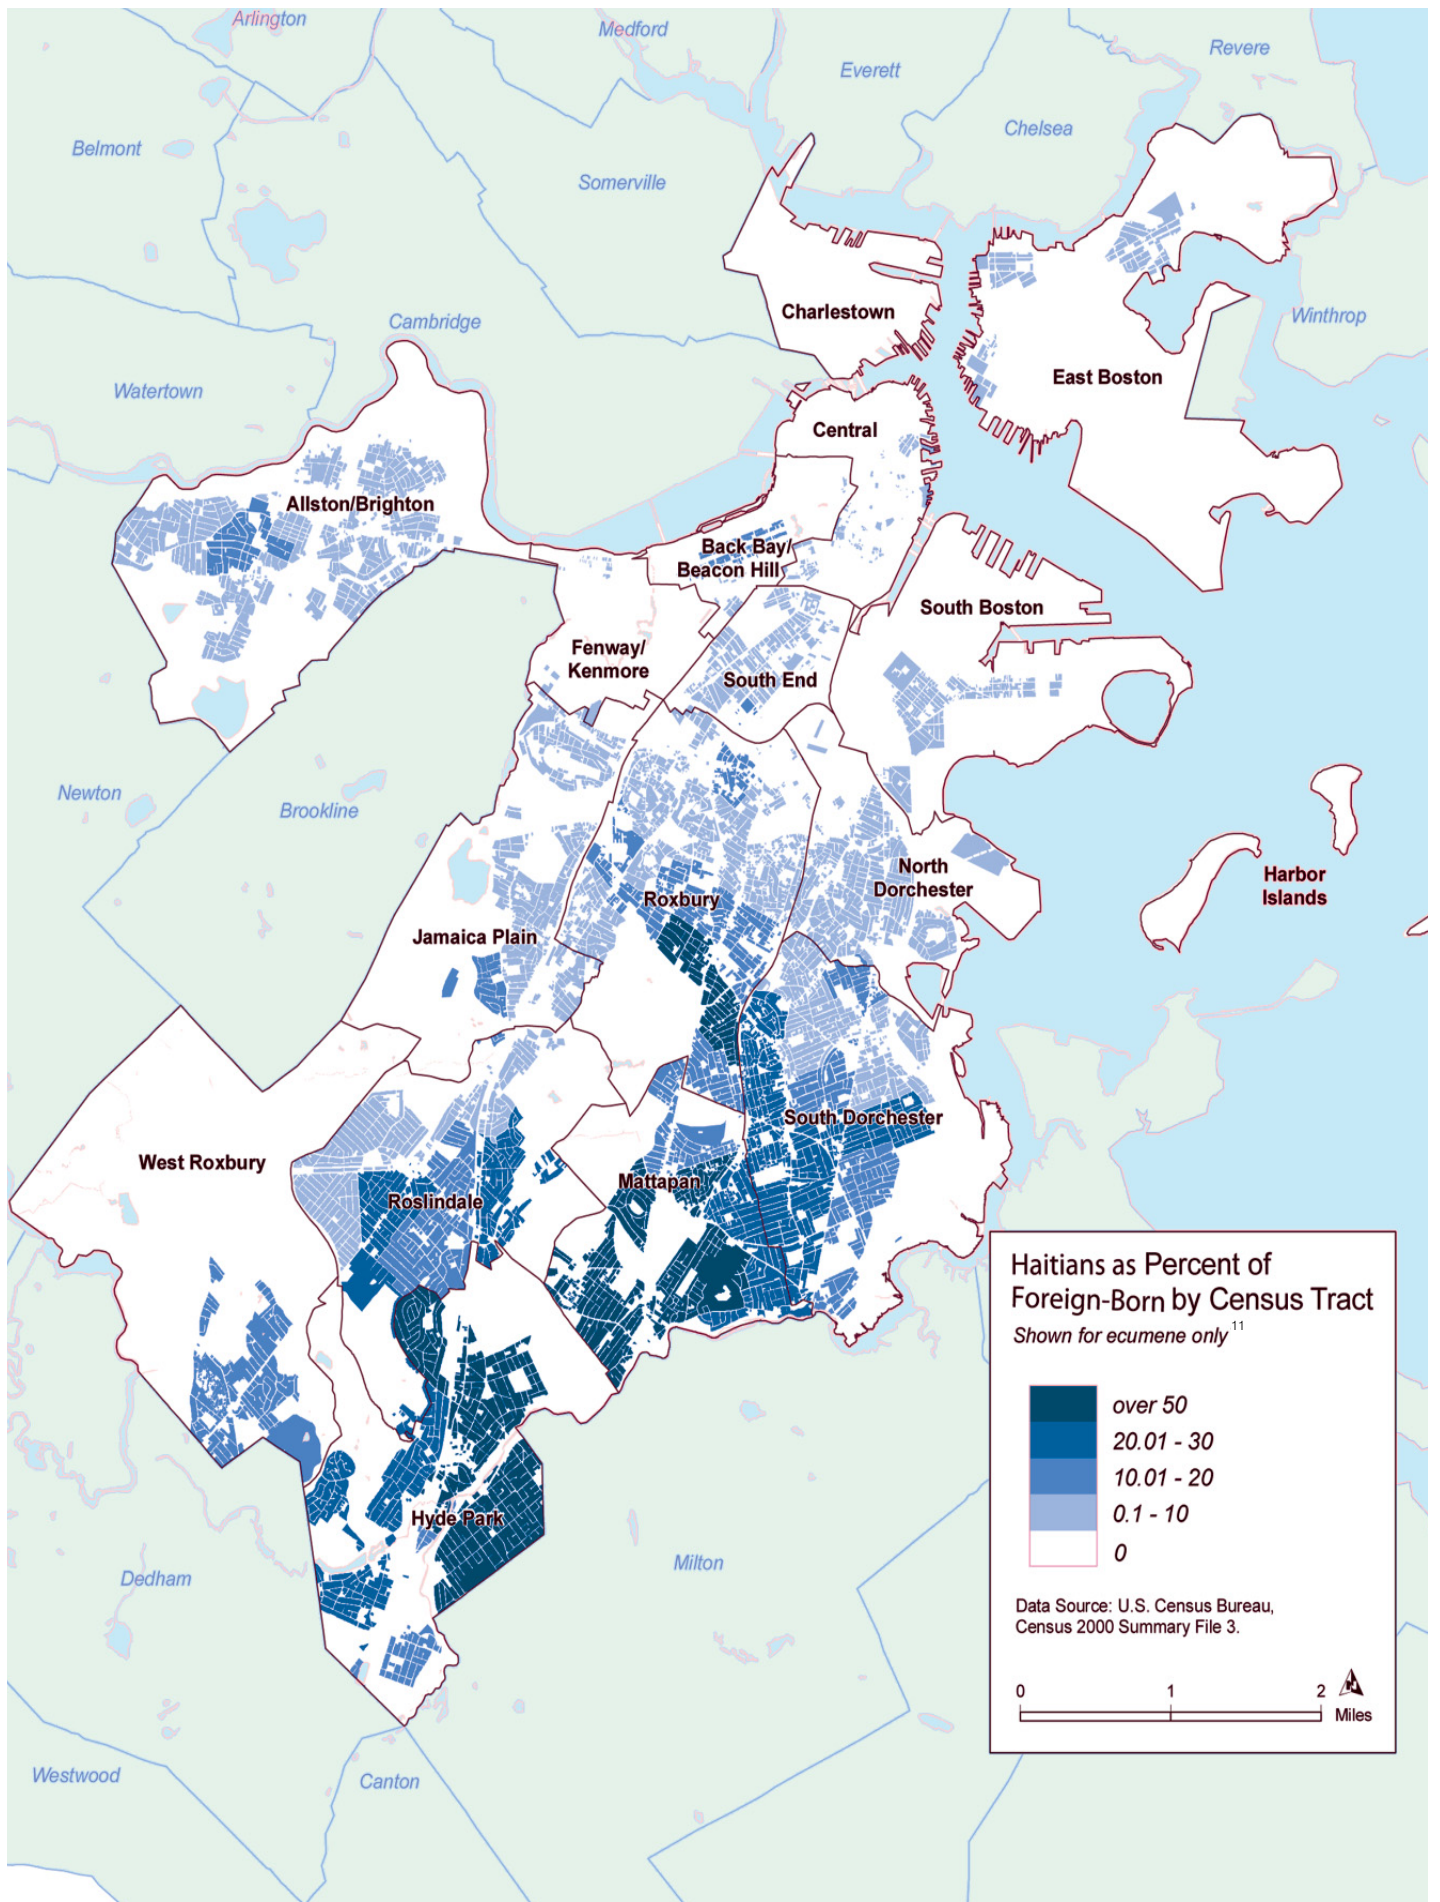 Arlington
Medford
Revere
Everett
Chelsea
Belmont
Somerville
Charlestown
Winthrop
Cambridge
East Boston
Watertown
Central
Allston/Brighton
Back Bay/
Beacon Hill
South Boston
Fenway/
Kenmore
South End
Newton
Brookline
North
Dorchester
Harbor
Islands
Roxbury
Jamaica Plain
South Dorchester
West Roxbury
Mattapan
Roslindale
Hyde Park
Milton
Dedham
Westwood
Canton
Haitians as Percent of
Foreign-Born by Census Tract
Shown for ecumene only 11
over 50
20.01 - 30
10.01 - 20
0.1 - 10
0
Data Source: U.S. Census Bureau,
Census 2000 Summary File 3.
0 1 2
Miles